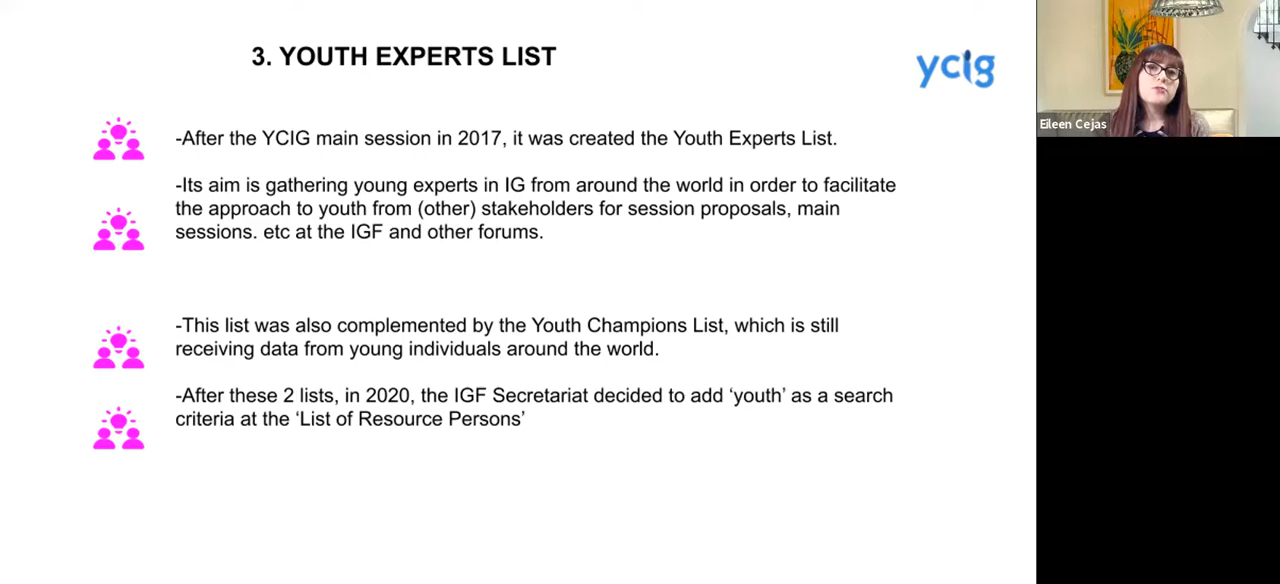 3. YOUTH EXPERTS LIST
ycig
Eileen Cejas
-After the YCIG main session in 2017, it was created the Youth Experts List.
-Its aim is gathering young experts in IG from around the world in order to facilitate
the approach to youth from (other) stakeholders for session proposals, main
sessions. etc at the IGF and other forums.
-This list was also complemented by the Youth Champions List, which is still
receiving data from young individuals around the world.
-After these 2 lists, in 2020, the IGF Secretariat decided to add ‘youth’ as a search
criteria at the ‘List of Resource Persons’